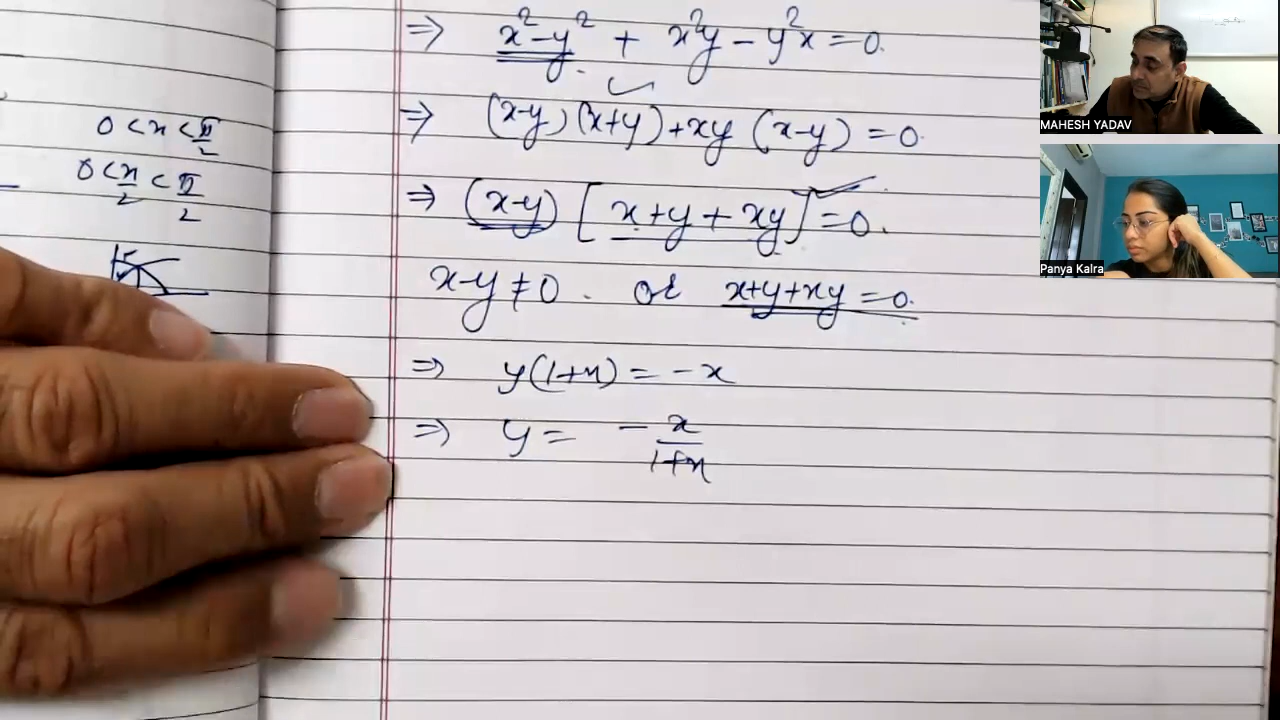 ⇒ x² - y² + x²y - y²x = 0.
⇒ (x-y)(x+y) + xy (x-y) = 0.
⇒ (x-y) [x+y+xy] = 0.
x-y ≠ 0. or x+y+xy = 0.
⇒ y(1+x) = -x
⇒ y = - x/1+x
0 < x < π/2
0 < x/2 < π/2
MAHESH YADAV
Panya Kalra